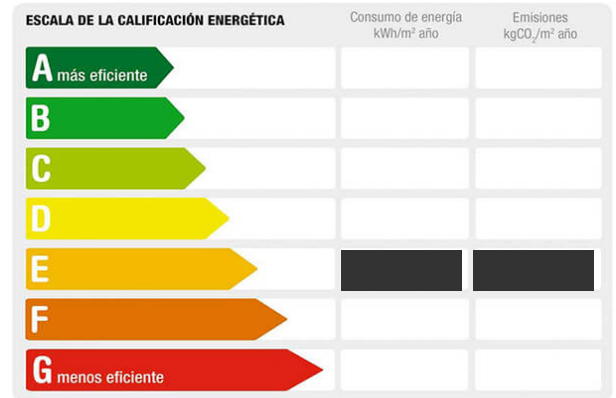 ESCALA DE LA CALIFICACIÓN ENERGÉTICA
Consumo de energía
kWh/m² año
Emisiones
kgCO₂/m² año
A más eficiente
B
C
D
E
F
G menos eficiente